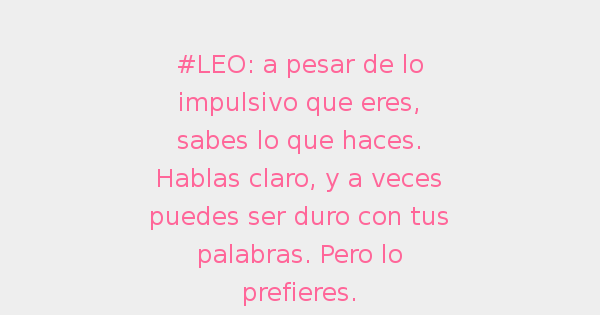 #LEO: a pesar de lo
impulsivo que eres,
sabes lo que haces.
Hablas claro, y a veces
puedes ser duro con tus
palabras. Pero lo
prefieres.